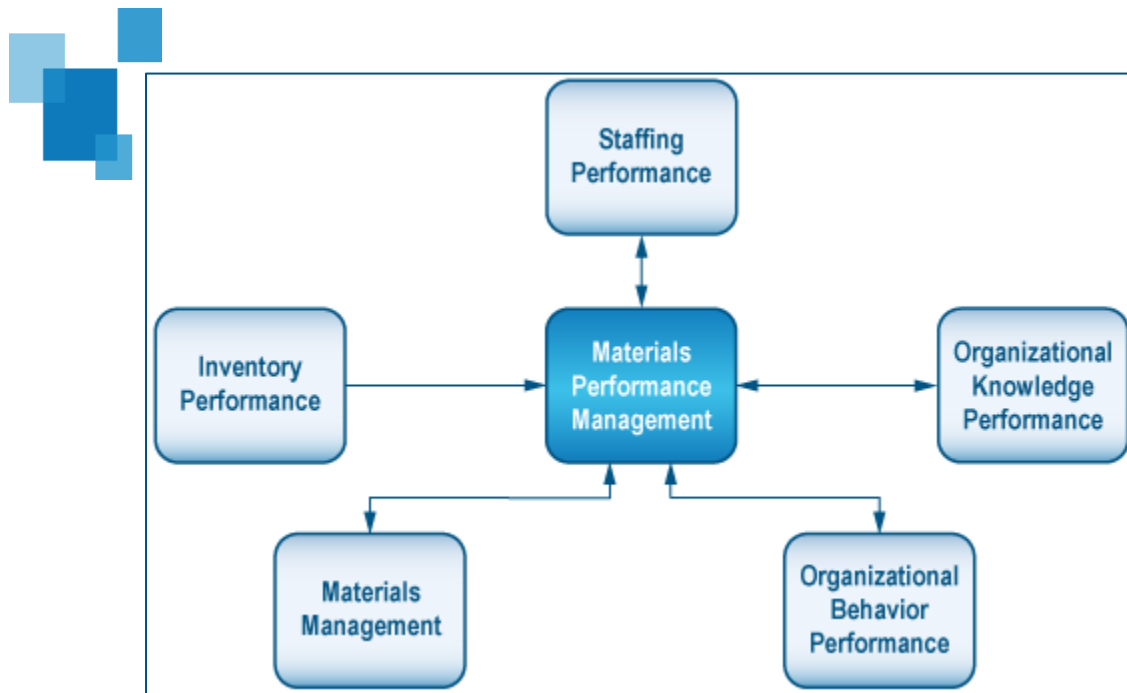 Staffing
Performance
Inventory
Performance
Materials
Performance
Management
Organizational
Knowledge
Performance
Materials
Management
Organizational
Behavior
Performance